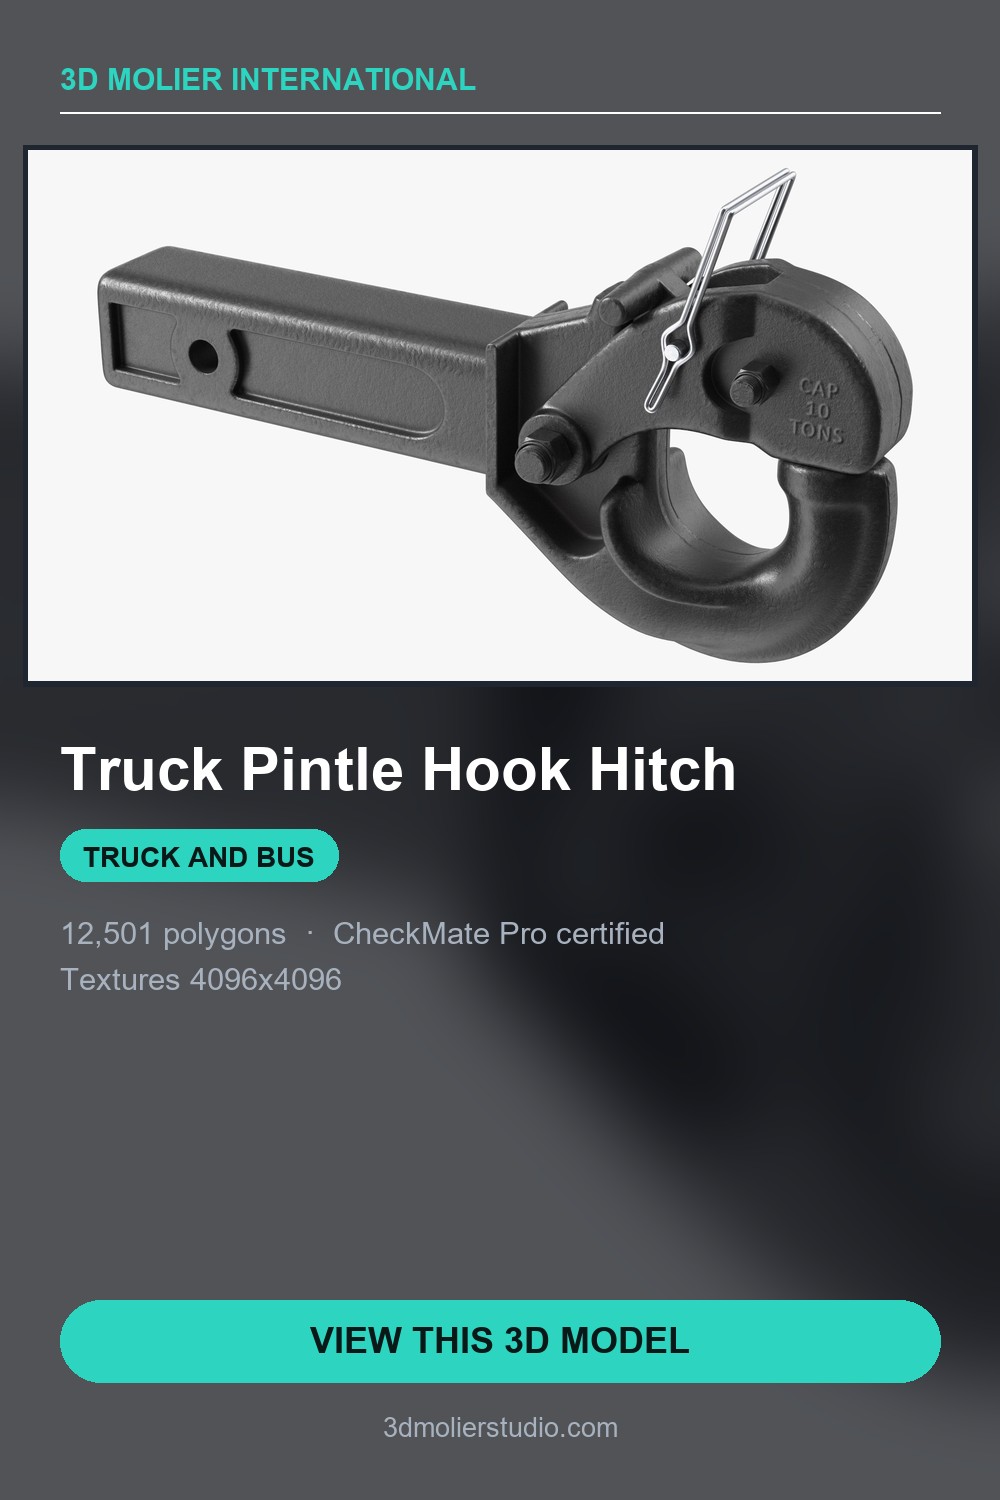 3D MOLIER INTERNATIONAL
CAP
10
TONS
Truck Pintle Hook Hitch
TRUCK AND BUS
12,501 polygons · CheckMate Pro certified
Textures 4096x4096
VIEW THIS 3D MODEL
3dmolierstudio.com